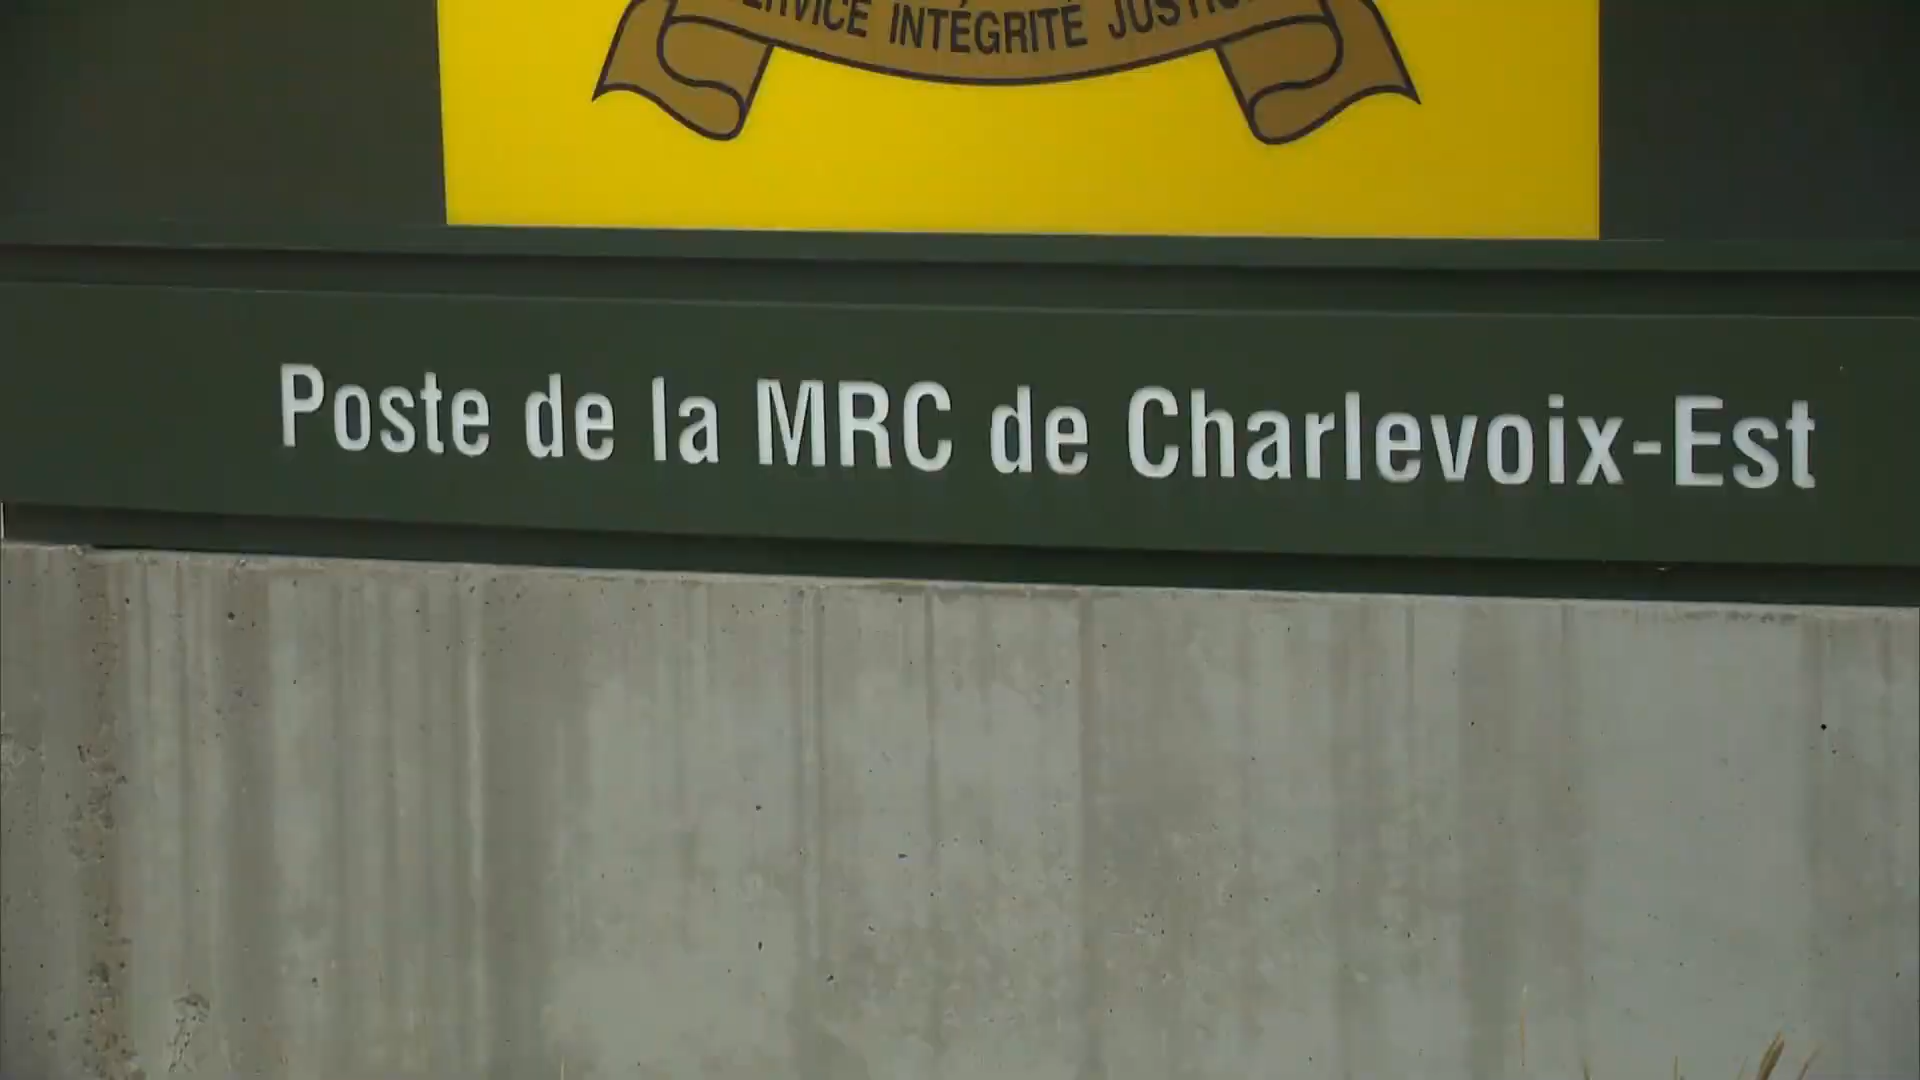 INTÉGRITÉ
Poste de la MRC de Charlevoix-Est